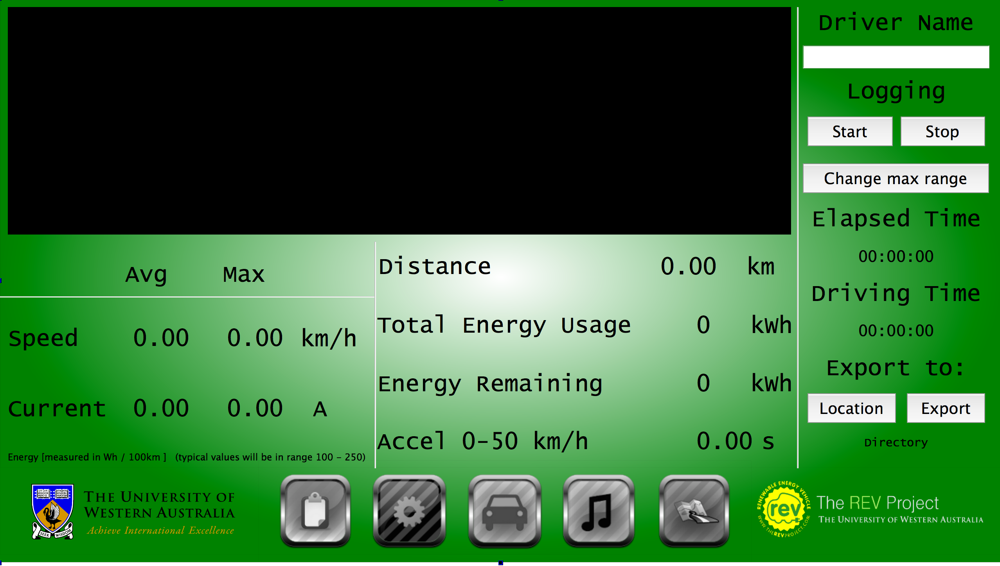 Driver Name
Logging
Start Stop
Change max range
Elapsed Time
00:00:00
Driving Time
00:00:00
Export to:
Location Export
Directory
Avg Max
Speed 0.00 0.00 km/h
Current 0.00 0.00 A
Energy [measured in Wh / 100km ] (typical values will be in range 100 - 250)
Distance 0.00 km
Total Energy Usage 0 kWh
Energy Remaining 0 kWh
Accel 0-50 km/h 0.00 s
SEEK WISDOM
THE UNIVERSITY OF
WESTERN AUSTRALIA
Achieve International Excellence
RENEWABLE ENERGY VEHICLE
rev
WWW.THEREVPROJECT.COM
The REV Project
THE UNIVERSITY OF WESTERN AUSTRALIA